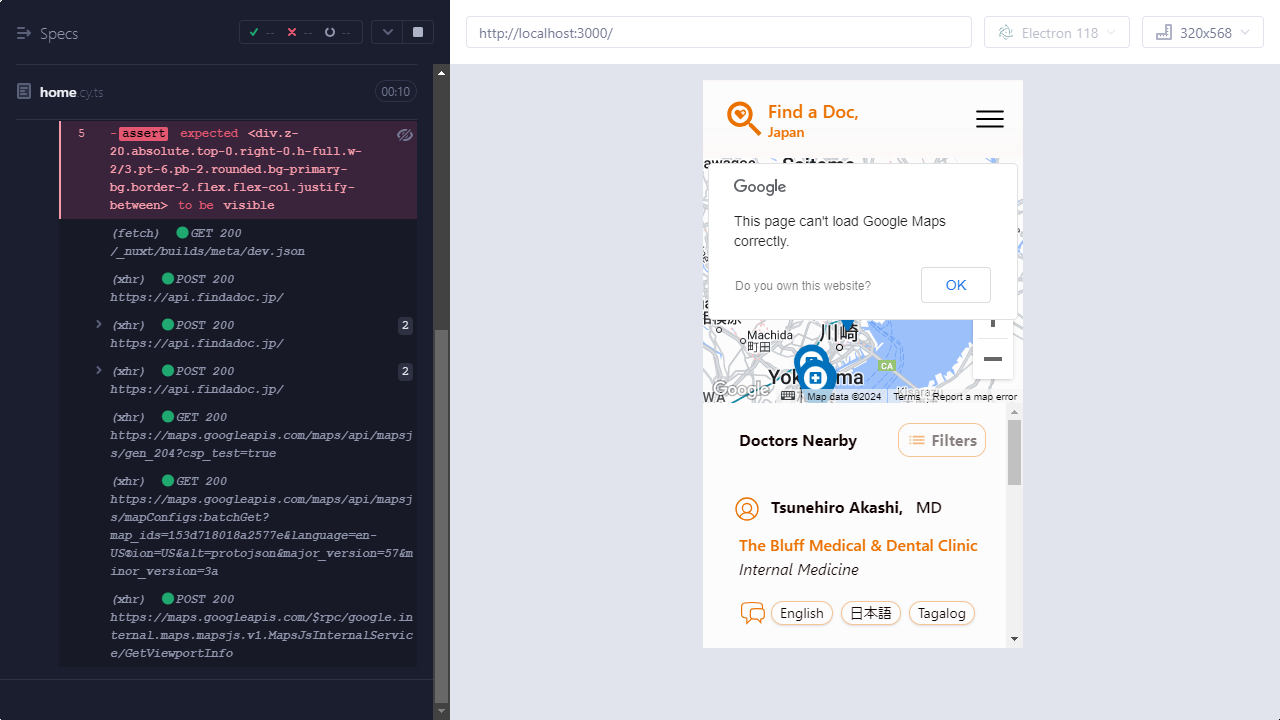 Specs
--
--
--
http://localhost:3000/
Electron 118
320x568
home.cy.ts
00:10
5 -assert expected <div.z-
20.absolute.top-0.right-0.h-full.w-
2/3.pt-6.pb-2.rounded.bg-primary-
bg.border-2.flex.flex-col.justify-
between> to be visible
(fetch) GET 200
/_nuxt/builds/meta/dev.json
(xhr) POST 200
https://api.findadoc.jp/
(xhr) POST 200 2
https://api.findadoc.jp/
(xhr) POST 200 2
https://api.findadoc.jp/
(xhr) GET 200
https://maps.googleapis.com/maps/api/mapsj
s/gen_204?csp_test=true
(xhr) GET 200
https://maps.googleapis.com/maps/api/mapsj
s/mapConfigs:batchGet?
map_ids=153d718018a2577e&language=en-
US®ion=US&alt=protojson&major_version=57&m
inor_version=3a
(xhr) POST 200
https://maps.googleapis.com/$rpc/google.in
ternal.maps.mapsjs.v1.MapsJsInternalServic
e/GetViewportInfo
Find a Doc,
Japan
Saitama
Google
This page can't load Google Maps
correctly.
Do you own this website?
OK
川崎
Machida
町田
CA
Google
Map data ©2024
Terms
Report a map error
Doctors Nearby
Filters
Tsunehiro Akashi, MD
The Bluff Medical & Dental Clinic
Internal Medicine
English
日本語
Tagalog